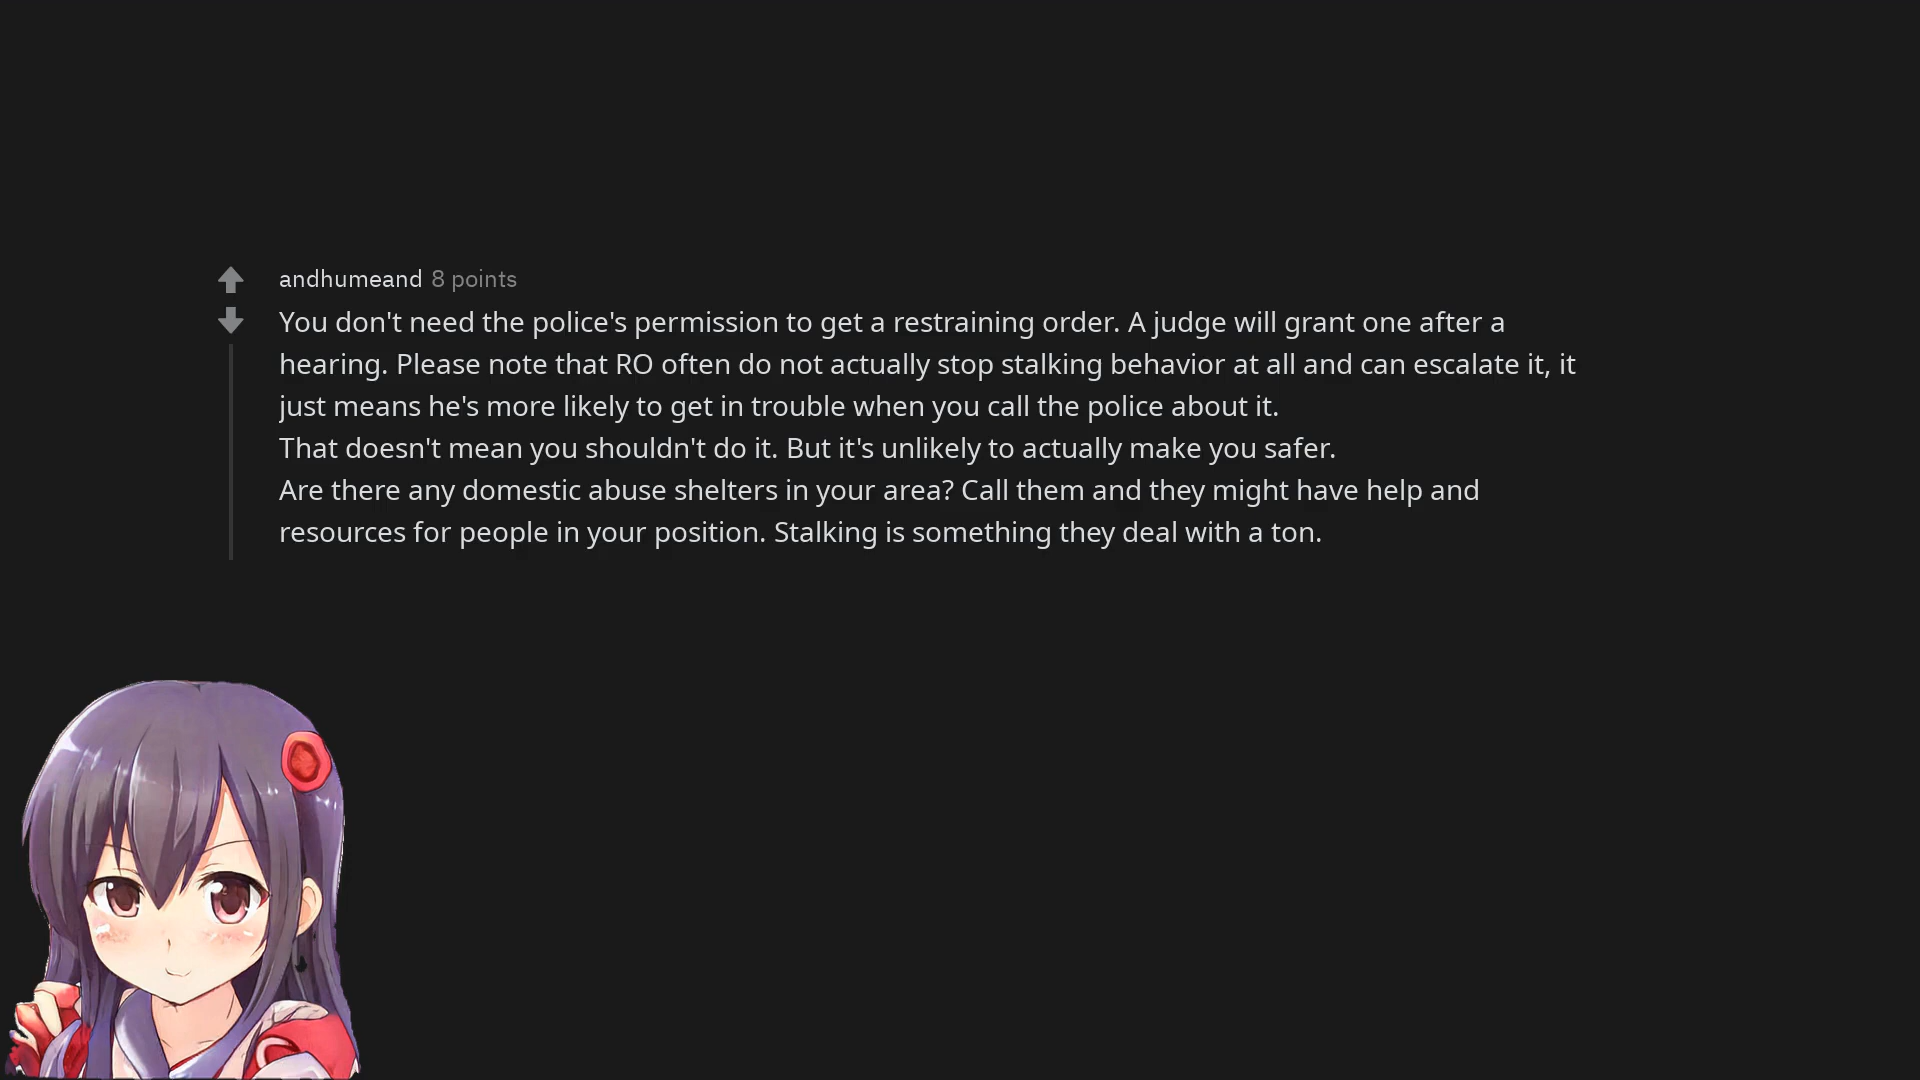 andhumeand 8 points
You don't need the police's permission to get a restraining order. A judge will grant one after a
hearing. Please note that RO often do not actually stop stalking behavior at all and can escalate it, it
just means he's more likely to get in trouble when you call the police about it.
That doesn't mean you shouldn't do it. But it's unlikely to actually make you safer.
Are there any domestic abuse shelters in your area? Call them and they might have help and
resources for people in your position. Stalking is something they deal with a ton.